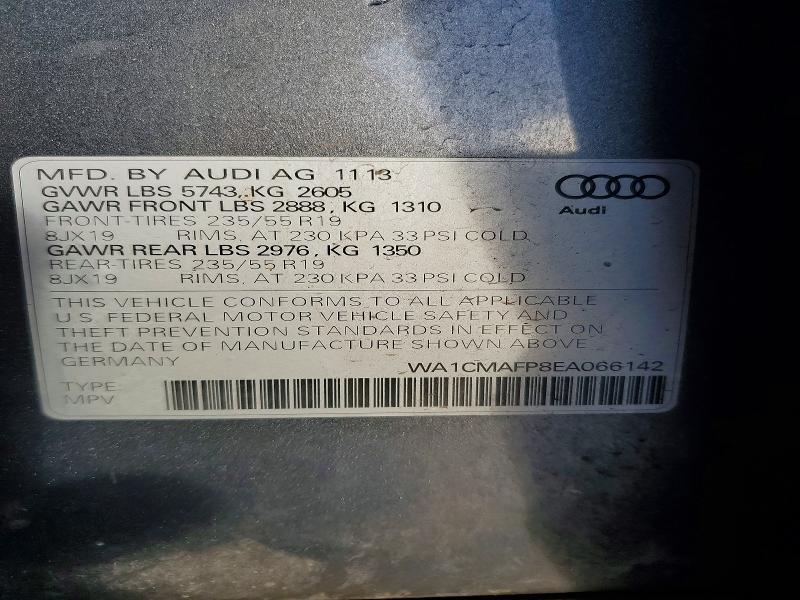 MFD. BY AUDI AG 11 13
GVWR LBS 5743, KG 2605
GAWR FRONT LBS 2888, KG 1310
FRONT-TIRES 235/55 R19
8JX19 RIMS, AT 230 KPA 33 PSI COLD
GAWR REAR LBS 2976, KG 1350
REAR-TIRES 235/55 R19
8JX19 RIMS, AT 230 KPA 33 PSI COLD
Audi
THIS VEHICLE CONFORMS TO ALL APPLICABLE
U.S. FEDERAL MOTOR VEHICLE SAFETY AND
THEFT PREVENTION STANDARDS IN EFFECT ON
THE DATE OF MANUFACTURE SHOWN ABOVE.
GERMANY WA1CMAFP8EA066142
TYPE:
MPV